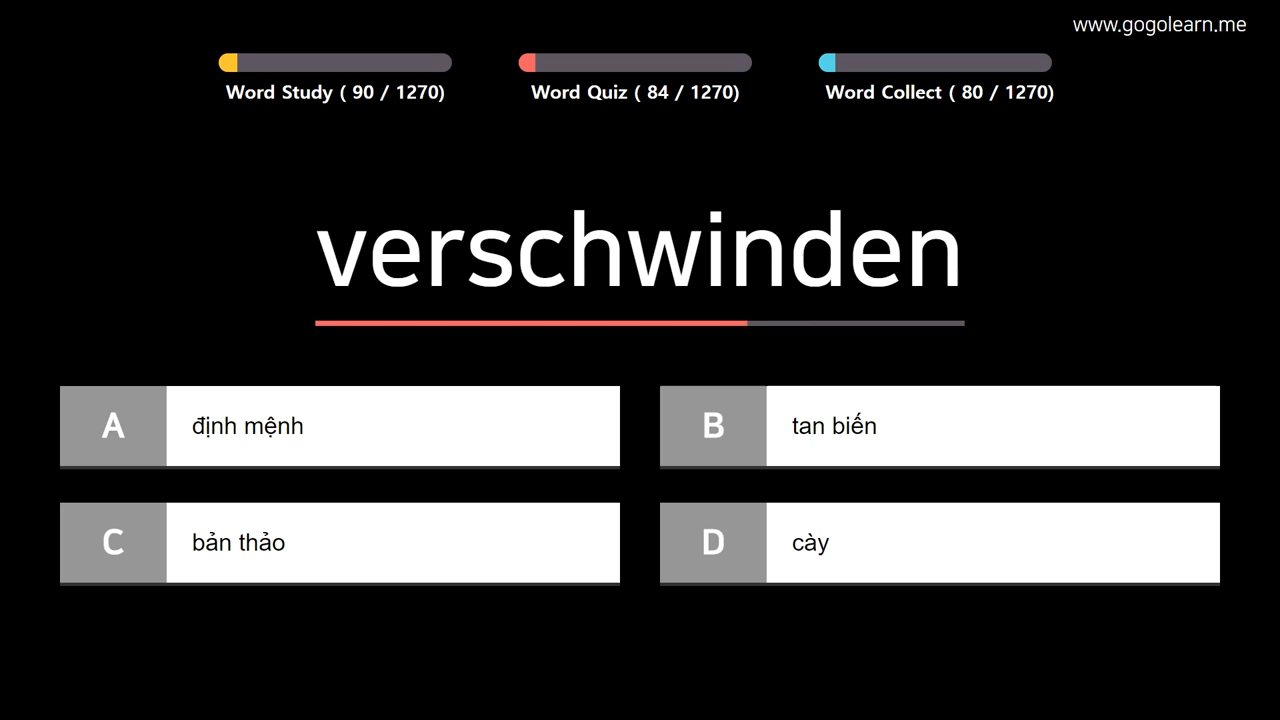 www.gogolearn.me
Word Study ( 90 / 1270)
Word Quiz ( 84 / 1270)
Word Collect ( 80 / 1270)
verschwinden
A định mệnh
B tan biến
C bản thảo
D cày